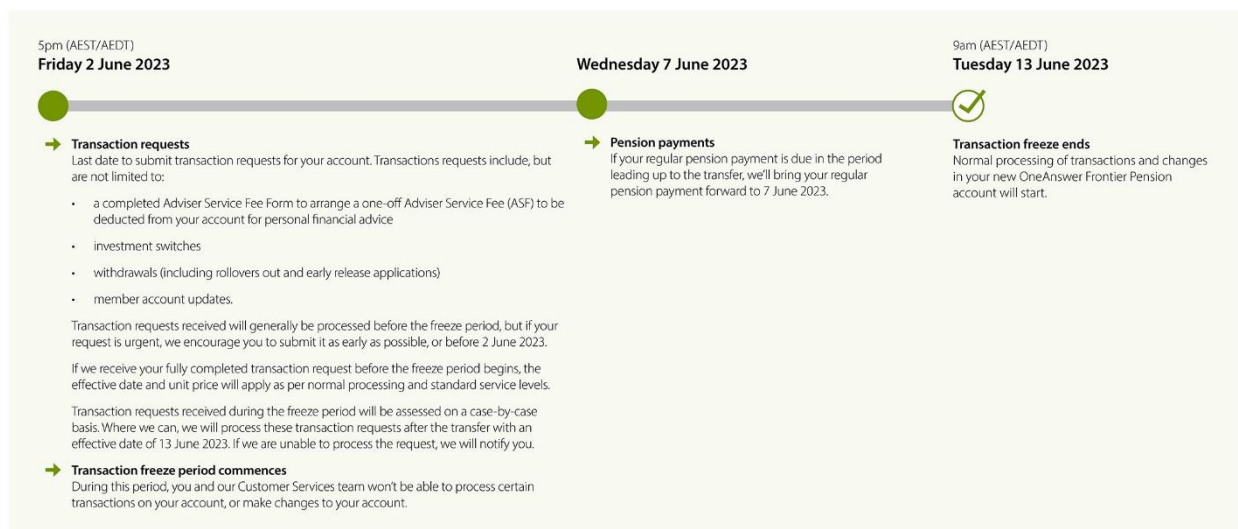 5pm (AEST/AEDT)
Friday 2 June 2023
Transaction requests
Last date to submit transaction requests for your account. Transactions requests include, but
are not limited to:
• a completed Adviser Service Fee Form to arrange a one-off Adviser Service Fee (ASF) to be
deducted from your account for personal financial advice
• investment switches
• withdrawals (including rollovers out and early release applications)
• member account updates.
Transaction requests received will generally be processed before the freeze period, but if your
request is urgent, we encourage you to submit it as early as possible, or before 2 June 2023.
If we receive your fully completed transaction request before the freeze period begins, the
effective date and unit price will apply as per normal processing and standard service levels.
Transaction requests received during the freeze period will be assessed on a case-by-case
basis. Where we can, we will process these transaction requests after the transfer with an
effective date of 13 June 2023. If we are unable to process the request, we will notify you.
Transaction freeze period commences
During this period, you and our Customer Services team won't be able to process certain
transactions on your account, or make changes to your account.
Wednesday 7 June 2023
Pension payments
If your regular pension payment is due in the period
leading up to the transfer, we'll bring your regular
pension payment forward to 7 June 2023.
9am (AEST/AEDT)
Tuesday 13 June 2023
Transaction freeze ends
Normal processing of transactions and changes
in your new OneAnswer Frontier Pension
account will start.